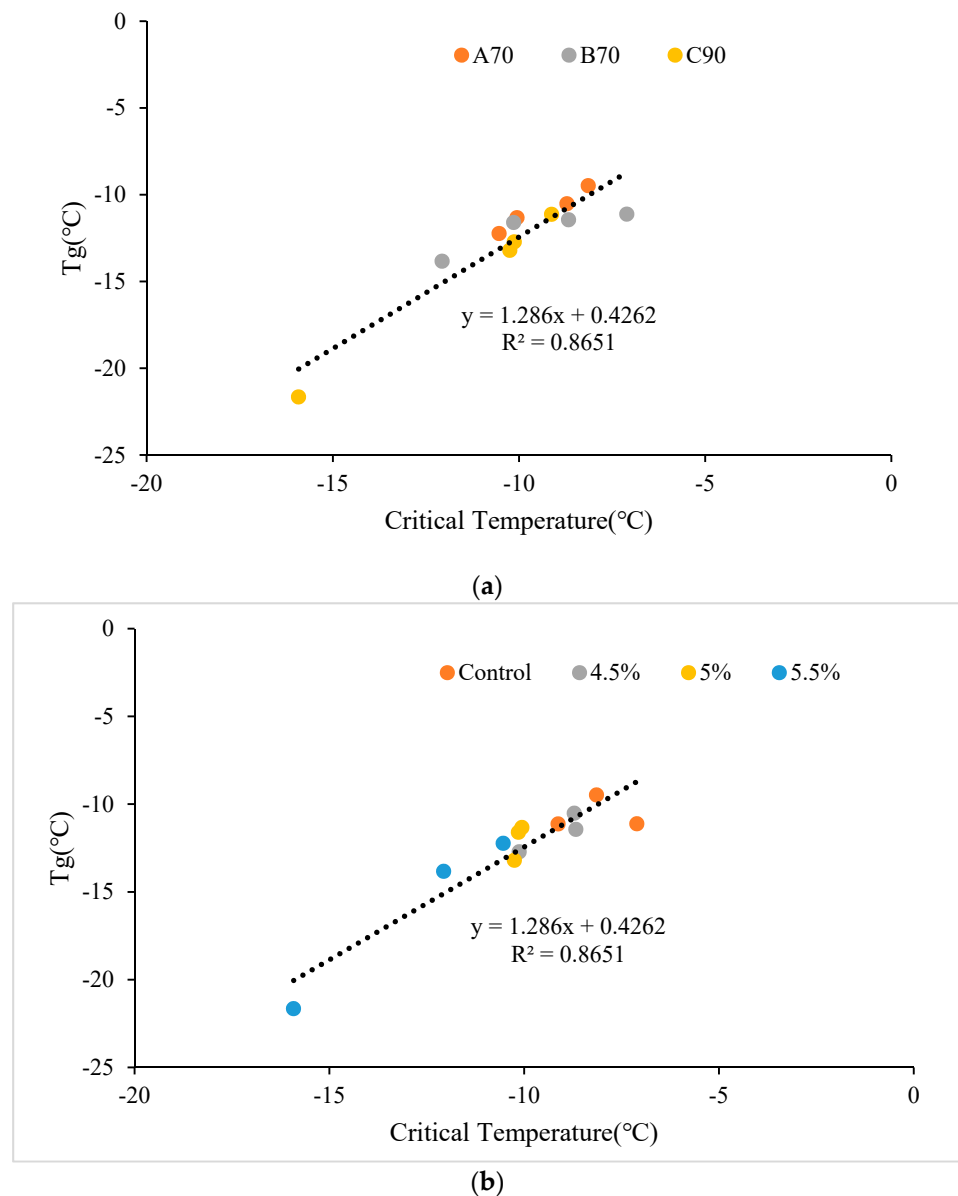 0
A70 B70 C90
-5
-10
Tg(℃)
-15
y = 1.286x + 0.4262
R² = 0.8651
-20
-25
-20 -15 -10 -5 0
Critical Temperature(℃)
(a)
0
Control 4.5% 5% 5.5%
-5
-10
Tg(℃)
-15
y = 1.286x + 0.4262
R² = 0.8651
-20
-25
-20 -15 -10 -5 0
Critical Temperature(℃)
(b)